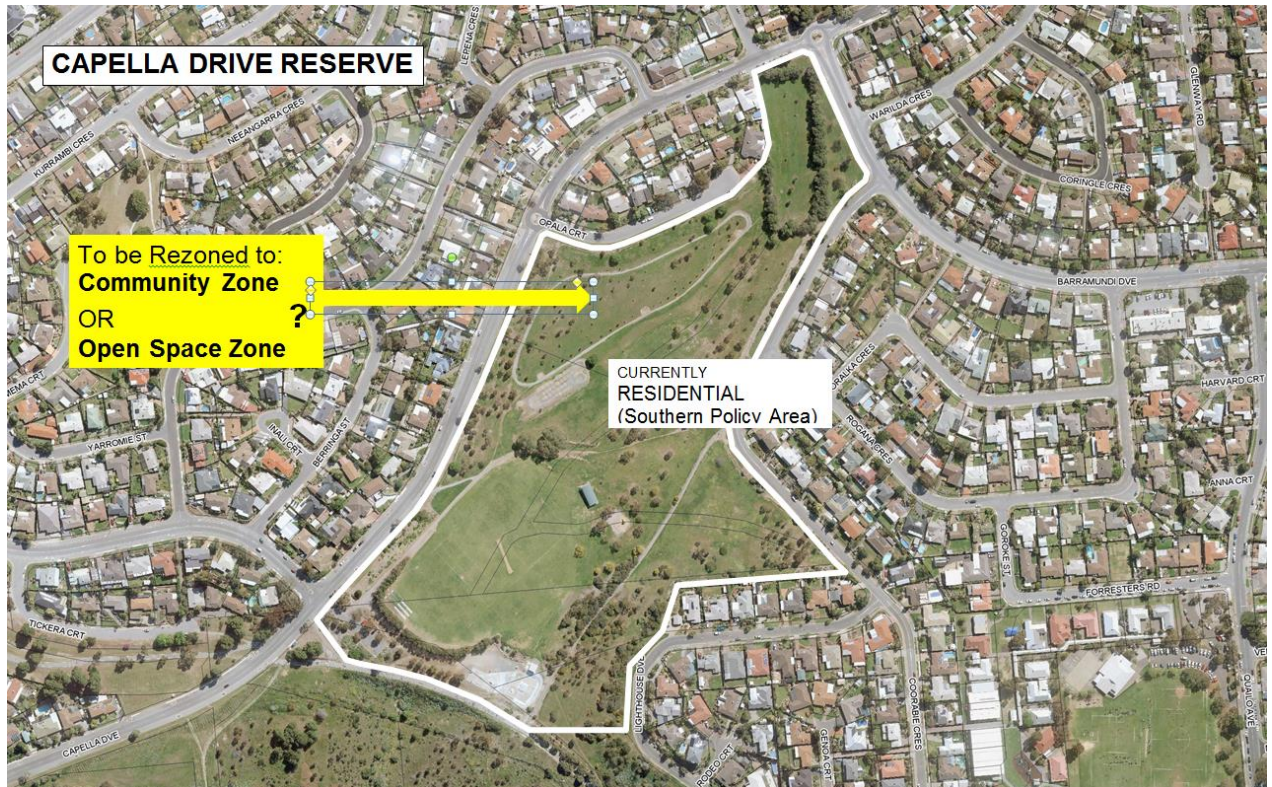 CAPELLA DRIVE RESERVE
LEPENA CRES
GLENWAY RD
KURRAMBI CRES
NEEANGARRA CRES
WARILDA CRES
CORINGLE CRES
OPALA CRT
To be Rezoned to:
Community Zone
OR ?
Open Space Zone
BARRAMUNDI DVE
CURRENTLY
RESIDENTIAL
(Southern Policy Area)
HARVARD CRT
YARROMIE ST
INALI CRT
BERRINGA ST
ROGANA CRES
ANNA CRT
GOROKE ST
FORRESTERS RD
TICKERA CRT
LIGHTHOUSE DVE
COORABIE CRES
QUAILO AVE
CAPELLA DVE
RODEO CRT
GENOA CRT